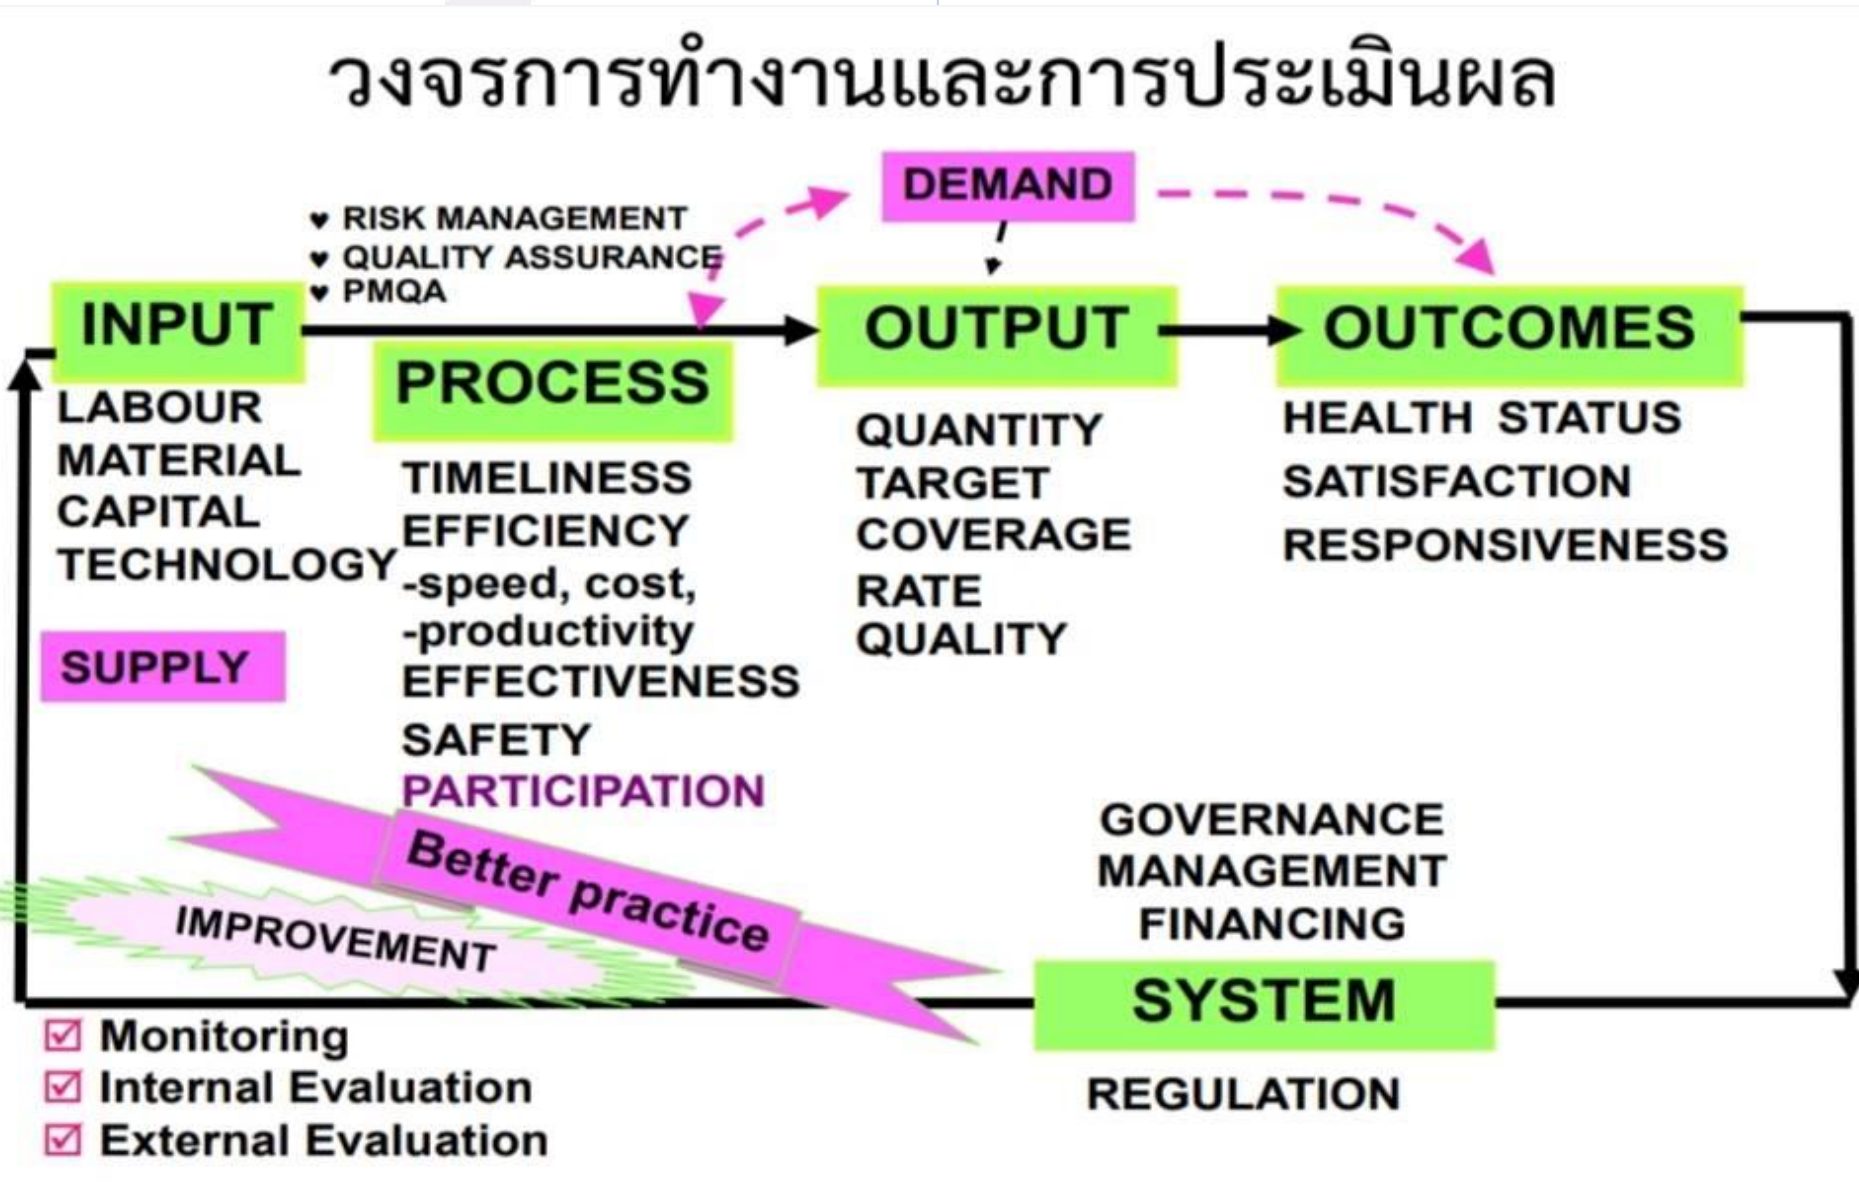 วงจรการทำงานและการประเมินผล
DEMAND
♥ RISK MANAGEMENT
♥ QUALITY ASSURANCE
♥ PMQA
INPUT
LABOUR
MATERIAL
CAPITAL
TECHNOLOGY
SUPPLY
PROCESS
TIMELINESS
EFFICIENCY
-speed, cost,
-productivity
EFFECTIVENESS
SAFETY
PARTICIPATION
OUTPUT
QUANTITY
TARGET
COVERAGE
RATE
QUALITY
OUTCOMES
HEALTH STATUS
SATISFACTION
RESPONSIVENESS
Better practice
IMPROVEMENT
GOVERNANCE
MANAGEMENT
FINANCING
SYSTEM
REGULATION
☑ Monitoring
☑ Internal Evaluation
☑ External Evaluation